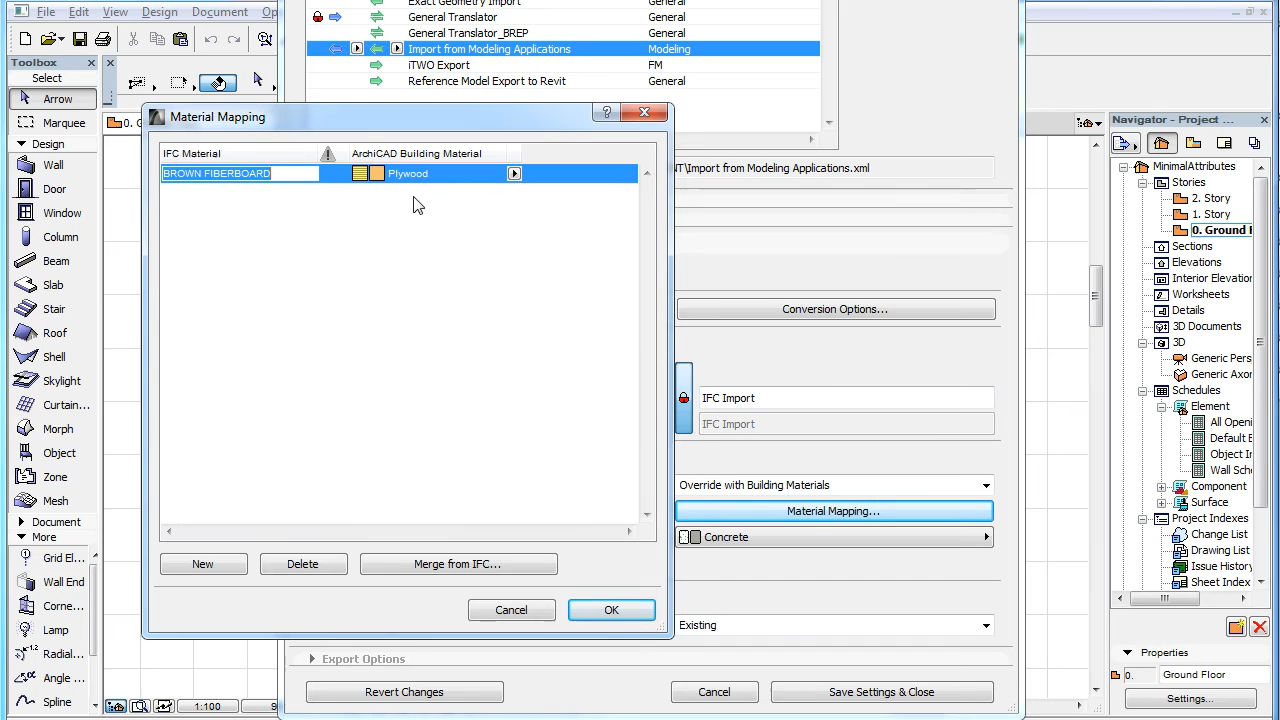 File
Edit
View
Design
Document
Op
Toolbox
Select
Arrow
Marquee
Design
Wall
Door
Window
Column
Beam
Slab
Stair
Roof
Shell
Skylight
Curtain...
Morph
Object
Zone
Mesh
Document
More
Grid El...
Wall End
Corne...
Lamp
Radial...
Angle ...
Spline
0. G
1:100
9
Exact Geometry Import
General Translator General
General Translator_BREP General
Import from Modeling Applications Modeling
iTWO Export FM
Reference Model Export to Revit General
Material Mapping
?
IFC Material ArchiCAD Building Material
BROWN FIBERBOARD Plywood
New Delete Merge from IFC...
Cancel OK
NT\Import from Modeling Applications.xml
Conversion Options...
IFC Import
IFC Import
Override with Building Materials
Material Mapping...
Concrete
Existing
Export Options
Revert Changes Cancel Save Settings & Close
Navigator - Project ...
MinimalAttributes
Stories
2. Story
1. Story
0. Ground F
Sections
Elevations
Interior Elevation
Worksheets
Details
3D Documents
3D
Generic Pers
Generic Axon
Schedules
Element
All Openi
Default E
Object In
Wall Sche
Component
Surface
Project Indexes
Change List
Drawing List
Issue History
Sheet Index
Properties
0. Ground Floor
Settings...